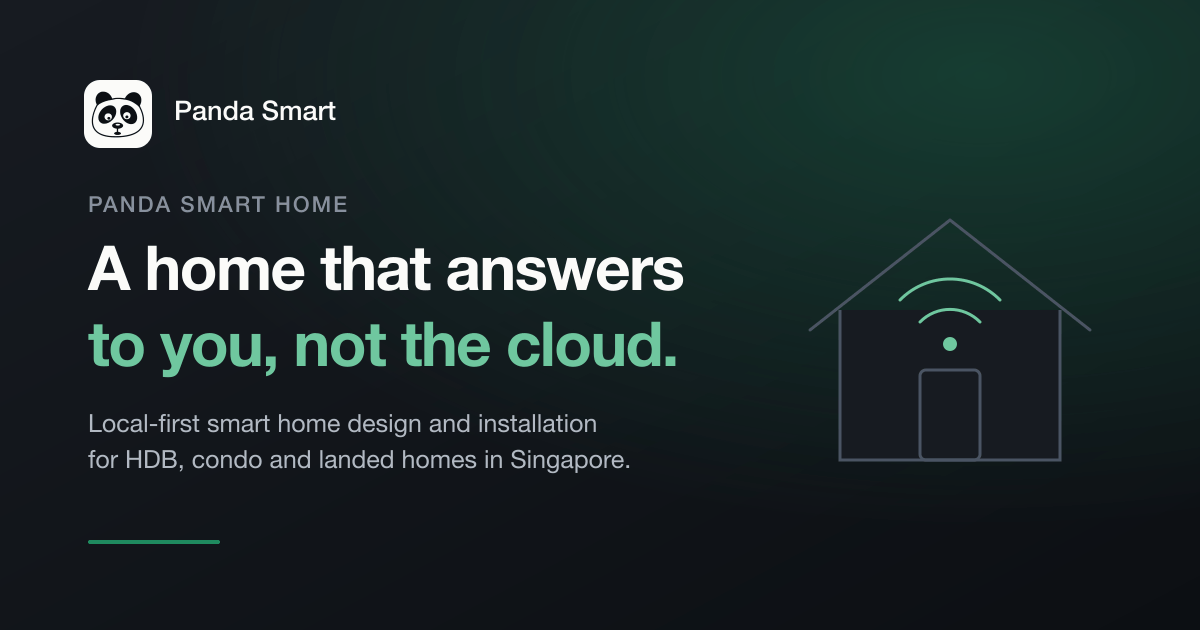 Panda Smart
PANDA SMART HOME
A home that answers
to you, not the cloud.
Local-first smart home design and installation
for HDB, condo and landed homes in Singapore.